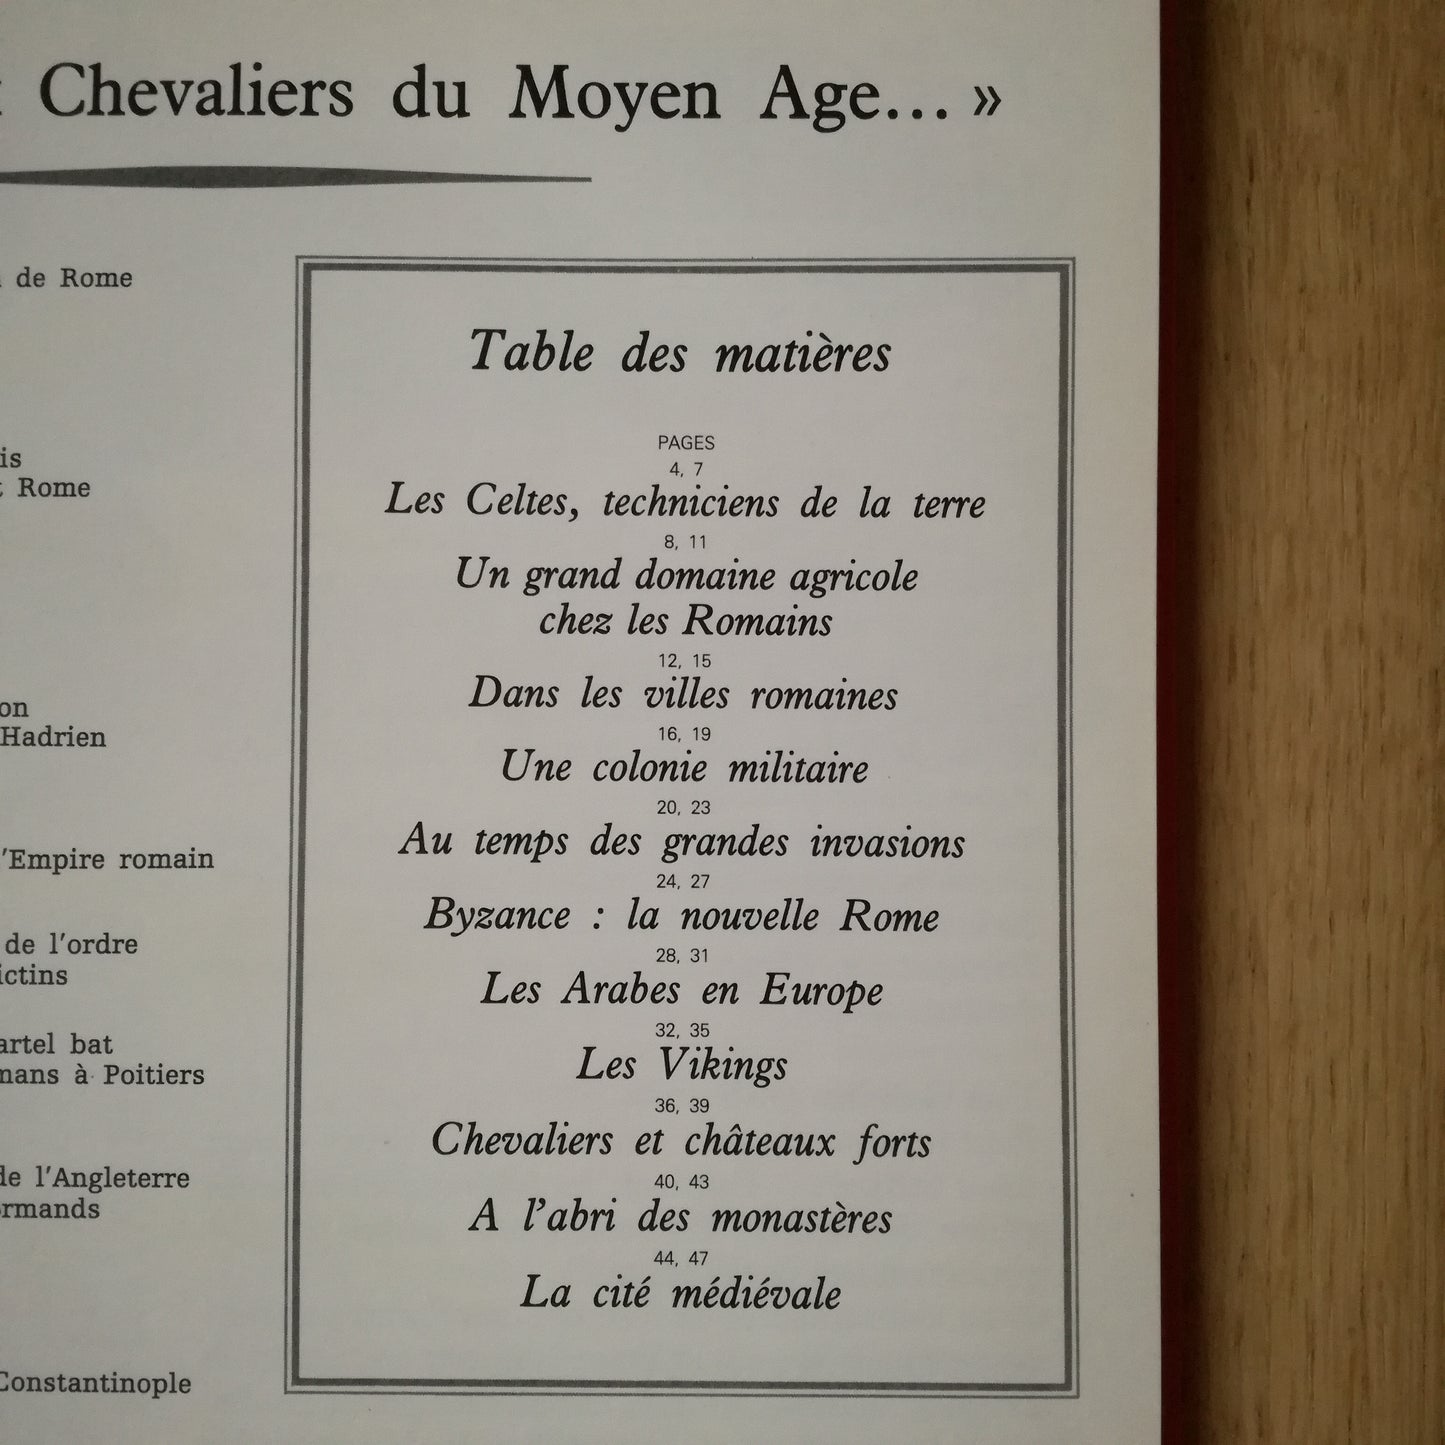 Chevaliers du Moyen Age... »
de Rome
Rome
Hadrien
l'Empire romain
de l'ordre
bat
à Poitiers
de l'Angleterre
Constantinople
Table des matières
PAGES
4, 7
Les Celtes, techniciens de la terre
8, 11
Un grand domaine agricole
chez les Romains
12, 15
Dans les villes romaines
16, 19
Une colonie militaire
20, 23
Au temps des grandes invasions
24, 27
Byzance : la nouvelle Rome
28, 31
Les Arabes en Europe
32, 35
Les Vikings
36, 39
Chevaliers et châteaux forts
40, 43
A l'abri des monastères
44, 47
La cité médiévale